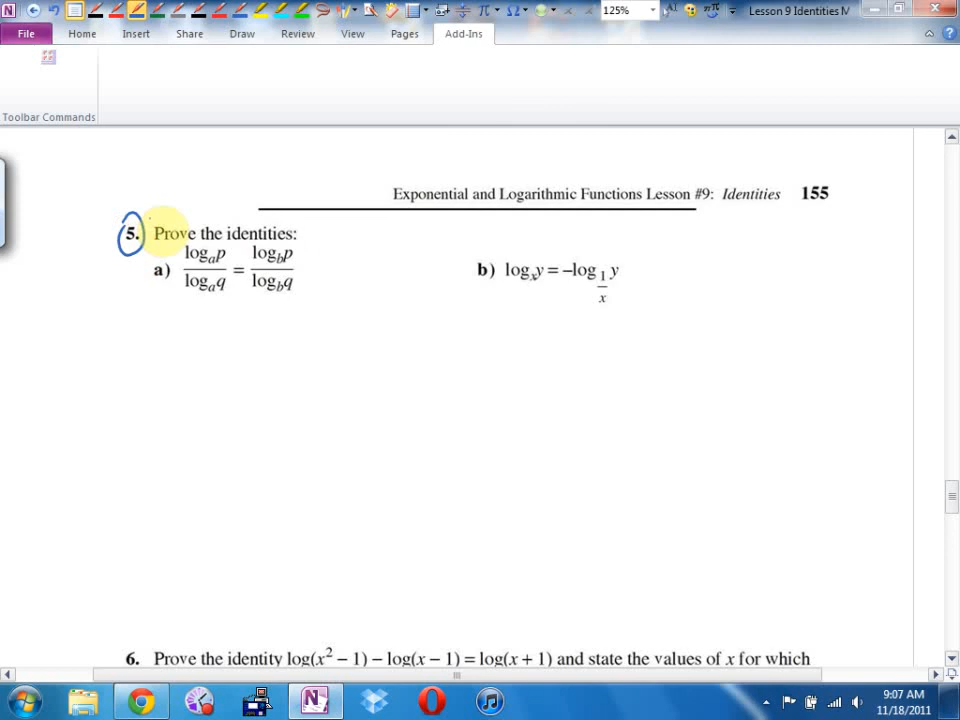 125%
Lesson 9 Identities M
File Home Insert Share Draw Review View Pages Add-Ins
Toolbar Commands
Exponential and Logarithmic Functions Lesson #9: Identities 155
5. Prove the identities:
a) logₐp / logₐq = log_b p / log_b q
b) logₓy = –log_(1/x) y
6. Prove the identity log(x² − 1) − log(x − 1) = log(x + 1) and state the values of x for which
9:07 AM
11/18/2011